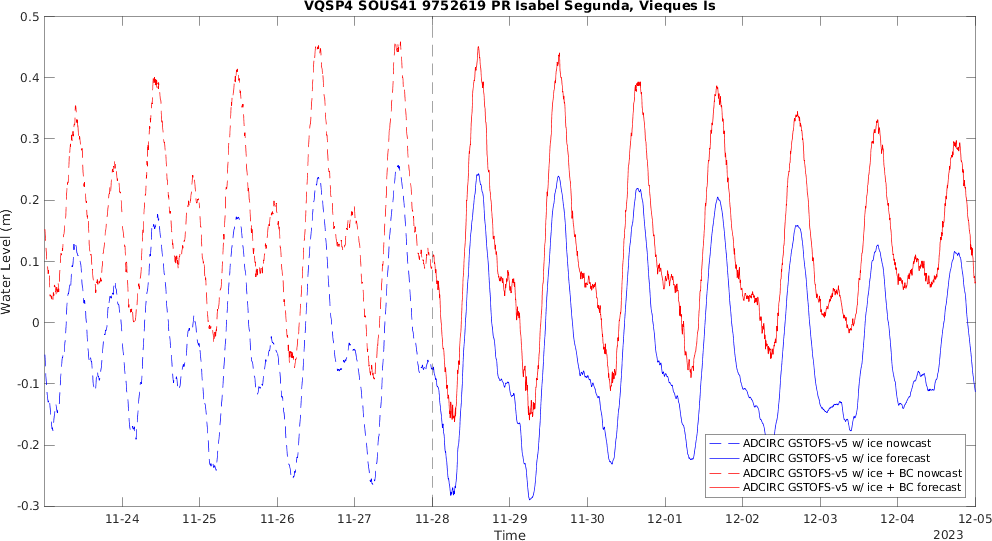 VQSP4 SOUS41 9752619 PR Isabel Segunda, Vieques Is
0.5
0.4
0.3
0.2
0.1
0
-0.1
-0.2
-0.3
Water Level (m)
ADCIRC GSTOFS-v5 w/ ice nowcast
ADCIRC GSTOFS-v5 w/ ice forecast
ADCIRC GSTOFS-v5 w/ ice + BC nowcast
ADCIRC GSTOFS-v5 w/ ice + BC forecast
11-24 11-25 11-26 11-27 11-28 11-29 11-30 12-01 12-02 12-03 12-04 12-05
Time
2023